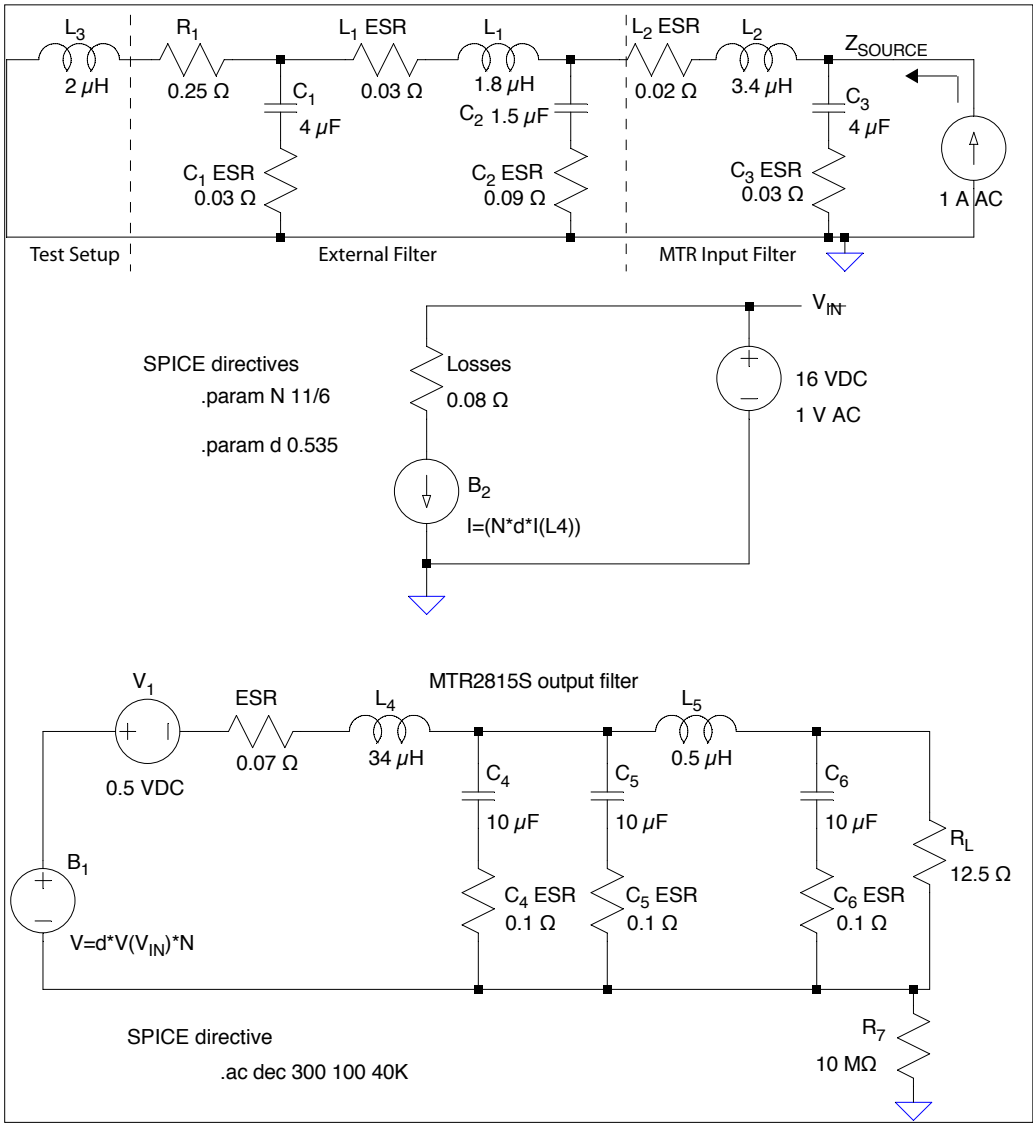 L3 R1 L1 ESR L1 L2 ESR L2 ZSOURCE
2 µH 0.25 Ω 0.03 Ω 1.8 µH 0.02 Ω 3.4 µH
C1 4 µF
C2 1.5 µF
C3 4 µF
C1 ESR 0.03 Ω
C2 ESR 0.09 Ω
C3 ESR 0.03 Ω
1 A AC
Test Setup External Filter MTR Input Filter
VIN
SPICE directives
.param N 11/6
.param d 0.535
Losses
0.08 Ω
16 VDC
1 V AC
B2
I=(N*d*I(L4))
MTR2815S output filter
V1 ESR L4 L5
0.5 VDC 0.07 Ω 34 µH 0.5 µH
C4 C5 C6
10 µF 10 µF 10 µF
RL
12.5 Ω
B1
V=d*V(VIN)*N
C4 ESR C5 ESR C6 ESR
0.1 Ω 0.1 Ω 0.1 Ω
R7
10 MΩ
SPICE directive
.ac dec 300 100 40K